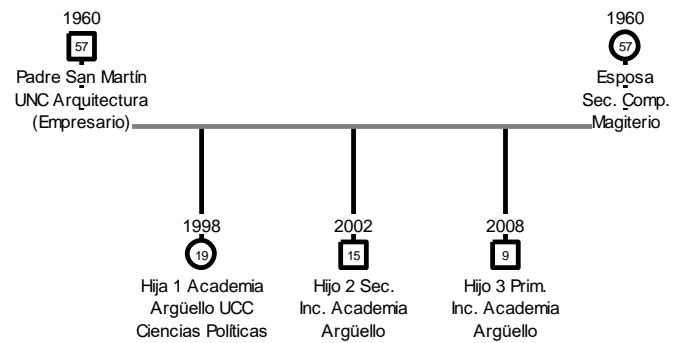 1960
57
Padre San Martín
UNC Arquitectura
(Empresario)
1960
57
Esposa
Sec. Comp.
Magiterio
1998
19
Hija 1 Academia
Argüello UCC
Ciencias Políticas
2002
15
Hijo 2 Sec.
Inc. Academia
Argüello
2008
9
Hijo 3 Prim.
Inc. Academia
Argüello